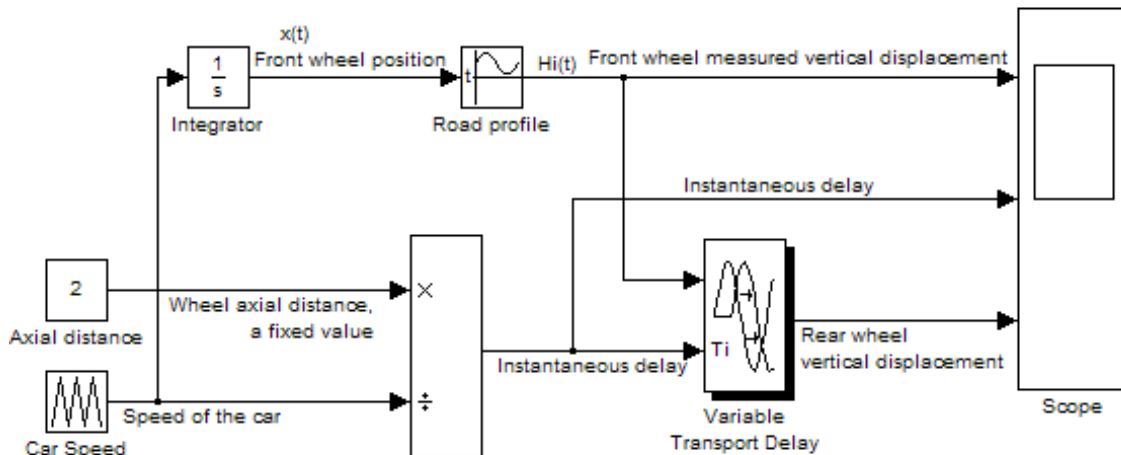 x(t)
Front wheel position
1
s
Integrator
t
Road profile
Hi(t)
Front wheel measured vertical displacement
Instantaneous delay
2
Axial distance
Wheel axial distance,
a fixed value
×
÷
Instantaneous delay
Ti
Variable
Transport Delay
Rear wheel
vertical displacement
Scope
Speed of the car
Car Speed